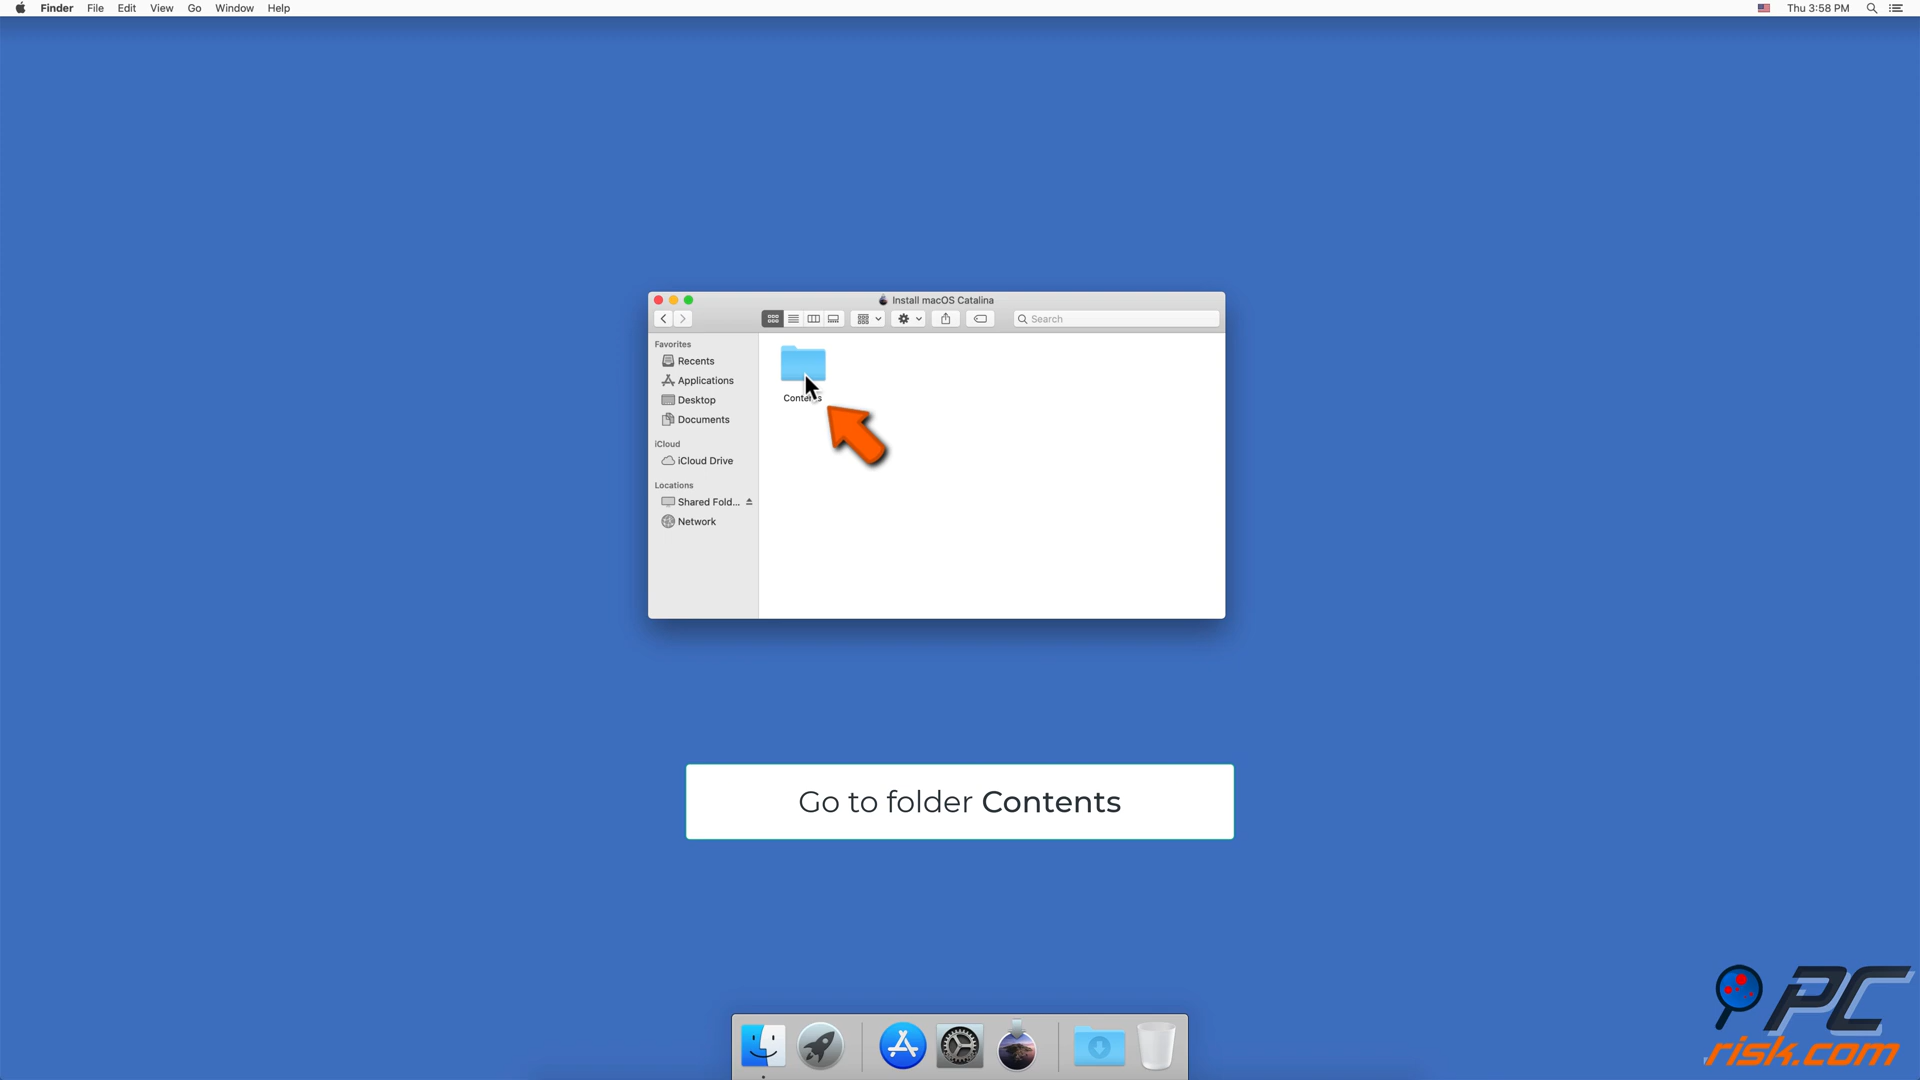 Finder File Edit View Go Window Help
Thu 3:58 PM
Install macOS Catalina
Search
Favorites
Recents
Applications
Desktop
Documents
iCloud
iCloud Drive
Locations
Shared Fold...
Network
Go to folder Contents
PC
risk.com